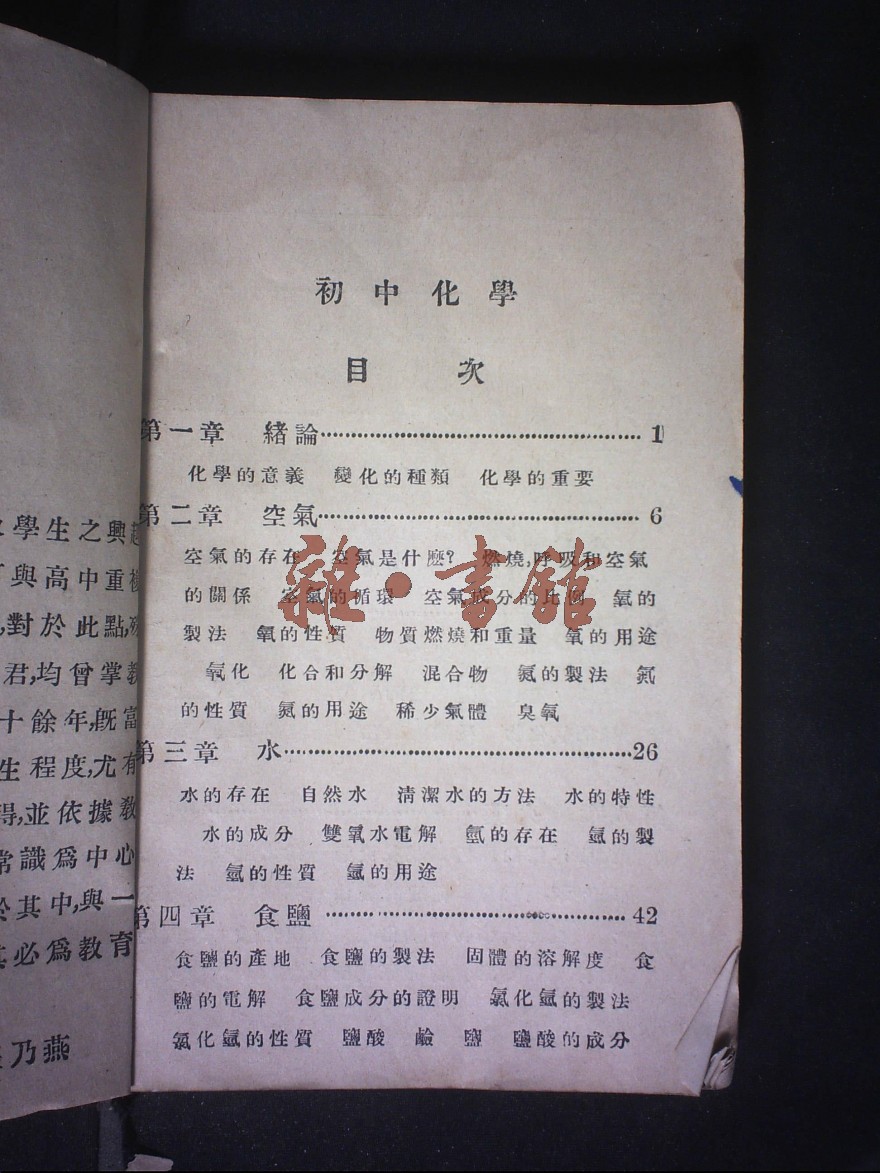 初中化學
目次
第一章 緒論 1
化學的意義 變化的種類 化學的重要
第二章 空氣 6
空氣的存在 空氣是什麼? 燃燒,呼吸和空氣
的關係 空氣的循環 空氣成分的比例 氧的
製法 氧的性質 物質燃燒和重量 氧的用途
氧化 化合和分解 混合物 氮的製法 氮
的性質 氮的用途 稀少氣體 臭氧
第三章 水 26
水的存在 自然水 清潔水的方法 水的特性
水的成分 雙氧水電解 氫的存在 氫的製
法 氫的性質 氫的用途
第四章 食鹽 42
食鹽的產地 食鹽的製法 固體的溶解度 食
鹽的電解 食鹽成分的證明 氯化氫的製法
氯化氫的性質 鹽酸 鹼 鹽 鹽酸的成分
雜·書館
學生之興趣
與高中重複
,對於此點,
君,均曾掌教
十餘年,既富
生程度,尤有
得,並依據教
常識爲中心
於其中,與一
其必爲教育
乃燕